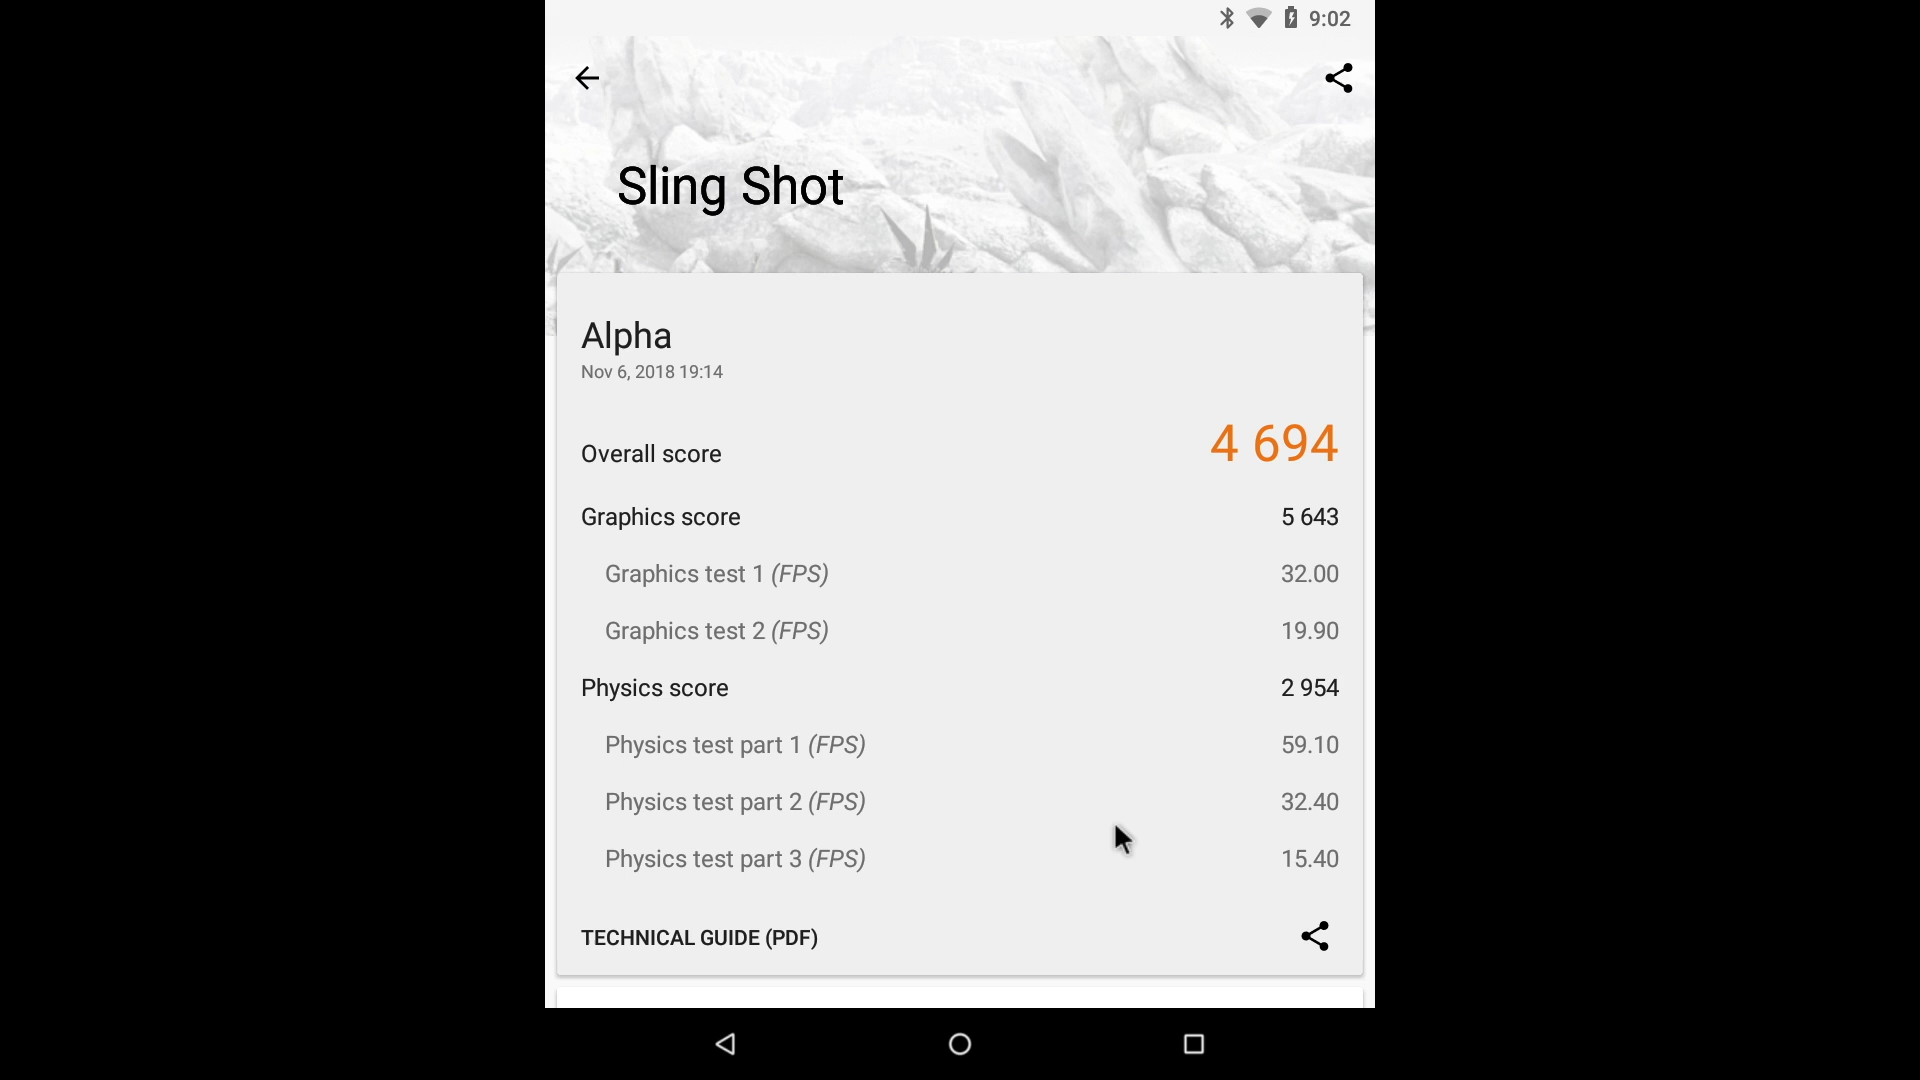 9:02
Sling Shot
Alpha
Nov 6, 2018 19:14
Overall score 4 694
Graphics score 5 643
Graphics test 1 (FPS) 32.00
Graphics test 2 (FPS) 19.90
Physics score 2 954
Physics test part 1 (FPS) 59.10
Physics test part 2 (FPS) 32.40
Physics test part 3 (FPS) 15.40
TECHNICAL GUIDE (PDF)